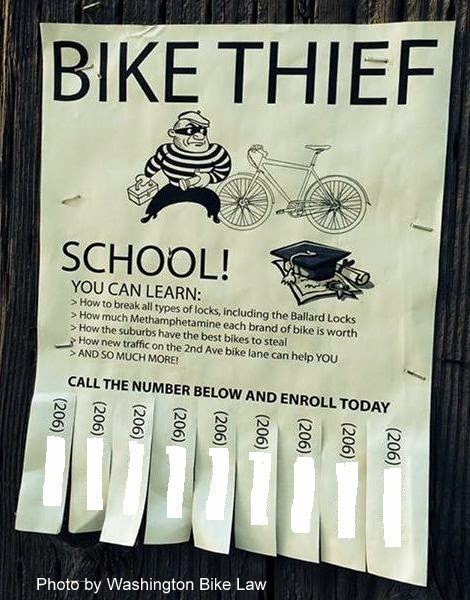 BIKE THIEF
SCHOOL!
YOU CAN LEARN:
> How to break all types of locks, including the Ballard Locks
> How much Methamphetamine each brand of bike is worth
> How the suburbs have the best bikes to steal
> How new traffic on the 2nd Ave bike lane can help YOU
> AND SO MUCH MORE!
CALL THE NUMBER BELOW AND ENROLL TODAY
(206)
(206)
(206)
(206)
(206)
(206)
(206)
(206)
(206)
Photo by Washington Bike Law